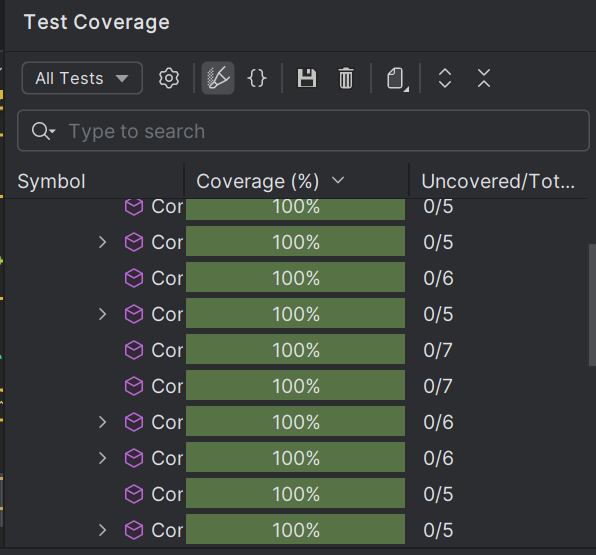 Test Coverage
All Tests
Type to search
Symbol Coverage (%) Uncovered/Tot...
Cor 100% 0/5
Cor 100% 0/5
Cor 100% 0/6
Cor 100% 0/5
Cor 100% 0/7
Cor 100% 0/7
Cor 100% 0/6
Cor 100% 0/6
Cor 100% 0/5
Cor 100% 0/5